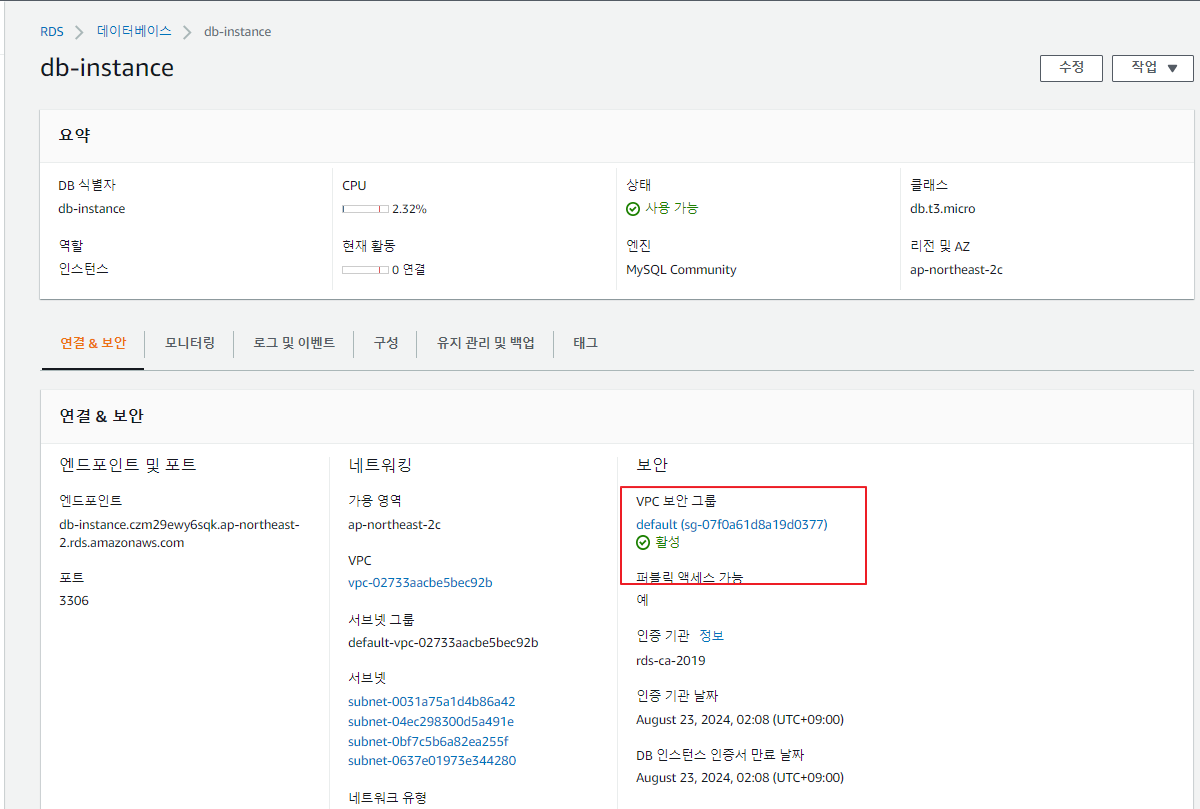 RDS > 데이터베이스 > db-instance
db-instance
수정
작업 ▼
요약
DB 식별자
db-instance
역할
인스턴스
CPU
2.32%
현재 활동
0 연결
상태
사용 가능
엔진
MySQL Community
클래스
db.t3.micro
리전 및 AZ
ap-northeast-2c
연결 & 보안
모니터링
로그 및 이벤트
구성
유지 관리 및 백업
태그
연결 & 보안
엔드포인트 및 포트
엔드포인트
db-instance.czm29ewy6sqk.ap-northeast-
2.rds.amazonaws.com
포트
3306
네트워킹
가용 영역
ap-northeast-2c
VPC
vpc-02733aacbe5bec92b
서브넷 그룹
default-vpc-02733aacbe5bec92b
서브넷
subnet-0031a75a1d4b86a42
subnet-04ec298300d5a491e
subnet-0bf7c5b6a82ea255f
subnet-0637e01973e344280
네트워크 유형
보안
VPC 보안 그룹
default (sg-07f0a61d8a19d0377)
활성
퍼블릭 액세스 가능
예
인증 기관 정보
rds-ca-2019
인증 기관 날짜
August 23, 2024, 02:08 (UTC+09:00)
DB 인스턴스 인증서 만료 날짜
August 23, 2024, 02:08 (UTC+09:00)